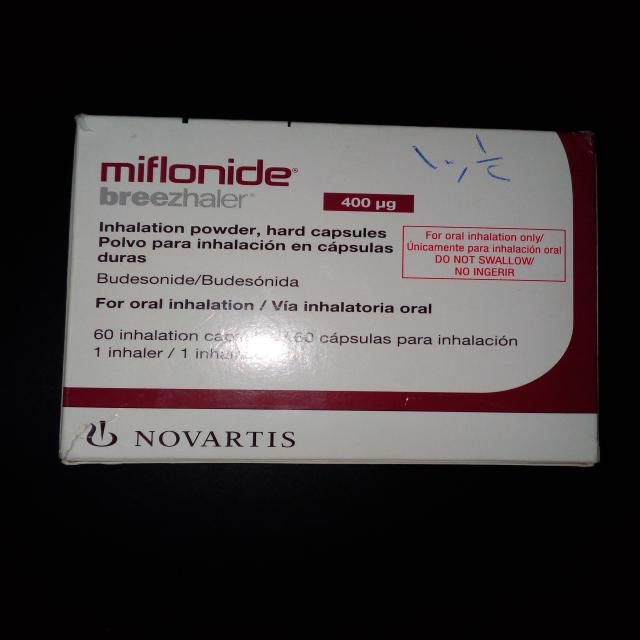 miflonide®
breezhaler®
400 µg
Inhalation powder, hard capsules
Polvo para inhalación en cápsulas
duras
Budesonide/Budesónida
For oral inhalation / Vía inhalatoria oral
60 inhalation 60 cápsulas para inhalación
1 inhaler / 1
For oral inhalation only/
Únicamente para inhalación oral
DO NOT SWALLOW/
NO INGERIR
NOVARTIS